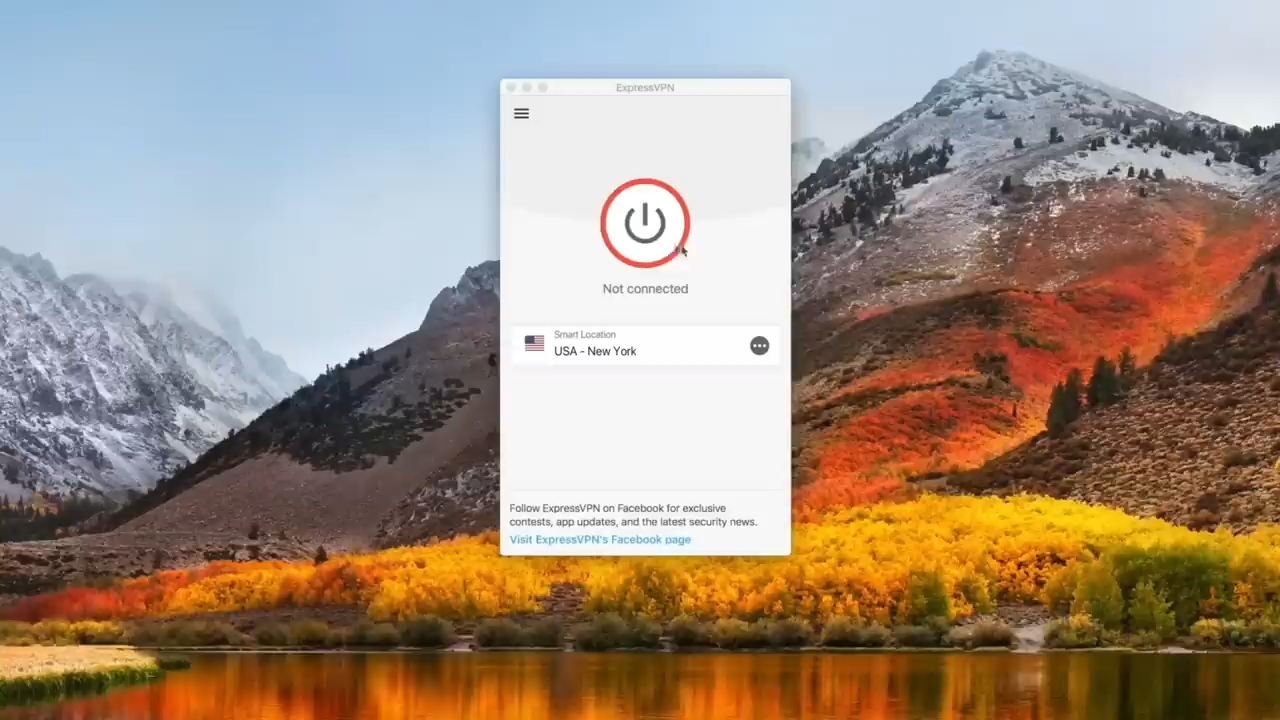 ExpressVPN
Not connected
Smart Location
USA - New York
Follow ExpressVPN on Facebook for exclusive
contests, app updates, and the latest security news.
Visit ExpressVPN's Facebook page